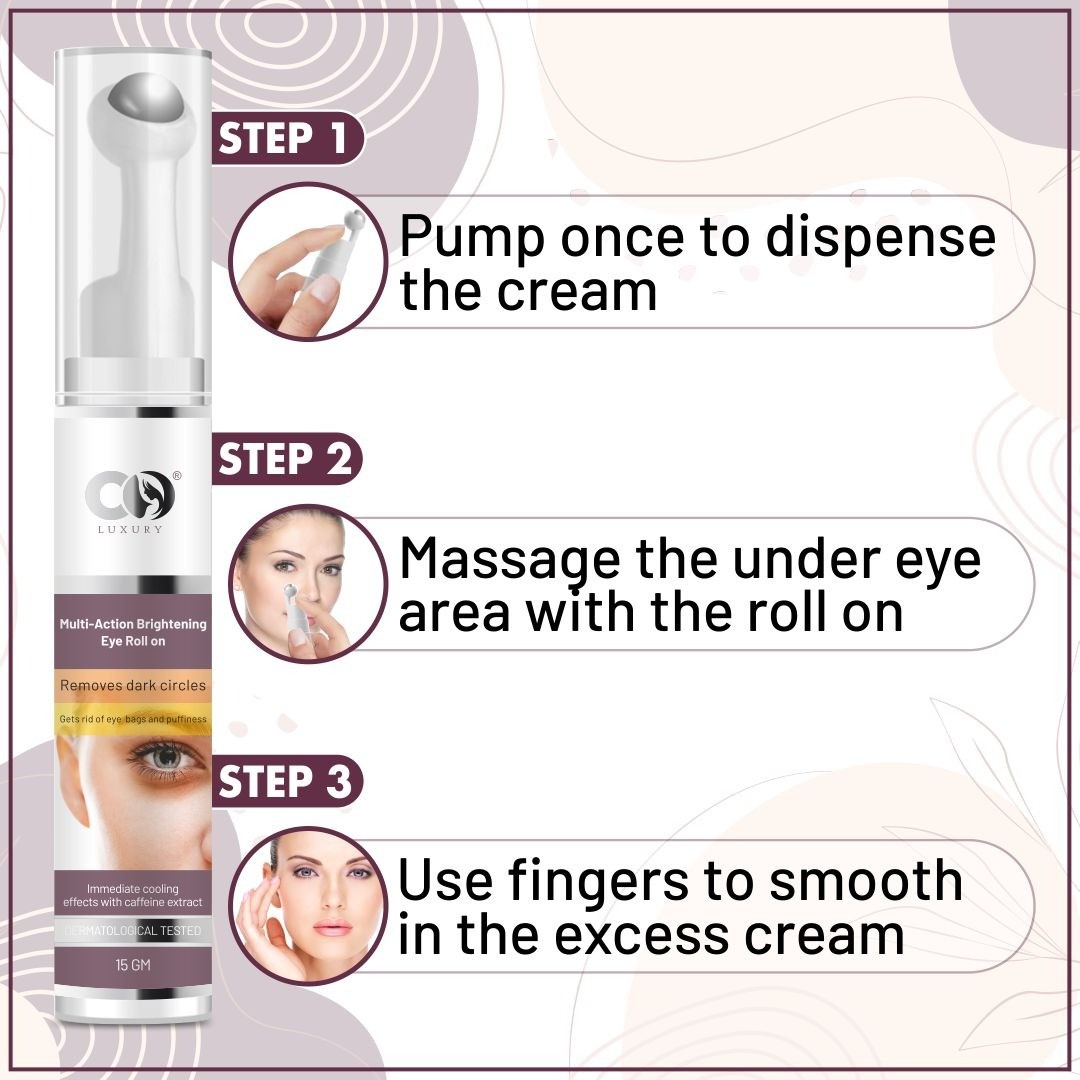 STEP 1
Pump once to dispense
the cream
STEP 2
Massage the under eye
area with the roll on
STEP 3
Use fingers to smooth
in the excess cream
CO®
LUXURY
Multi-Action Brightening
Eye Roll on
Removes dark circles
Gets rid of eye bags and puffiness
Immediate cooling
effects with caffeine extract
DERMATOLOGICAL TESTED
15 GM